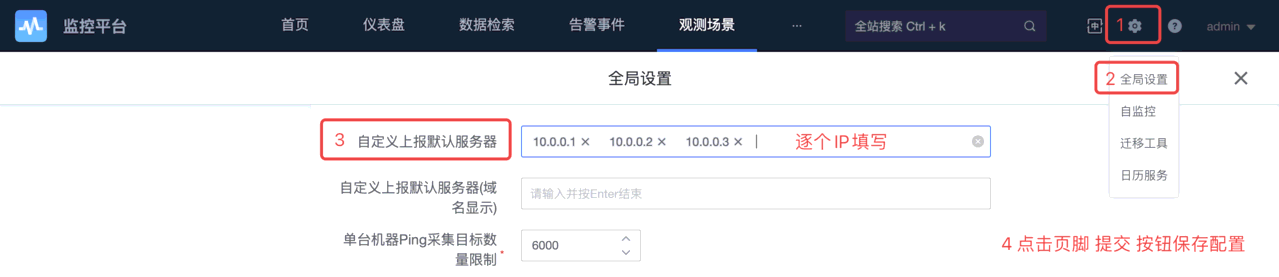 监控平台 首页 仪表盘 数据检索 告警事件 观测场景 ... 全站搜索 Ctrl + k 中 1 ? admin
全局设置
2 全局设置
自监控
迁移工具
日历服务
3 自定义上报默认服务器 10.0.0.1 × 10.0.0.2 × 10.0.0.3 × 逐个IP填写
自定义上报默认服务器(域
名显示)
请输入并按Enter结束
单台机器Ping采集目标数
量限制 *
6000
4 点击页脚 提交 按钮保存配置